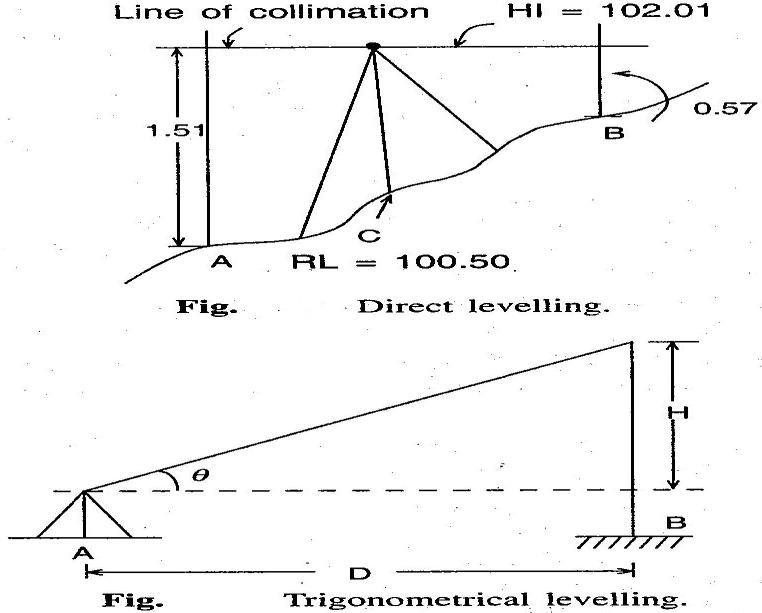 Line of collimation HI = 102.01
1.51
0.57
B
C
A RL = 100.50
Fig. Direct levelling.
H
θ
B
A
D
Fig. Trigonometrical levelling.